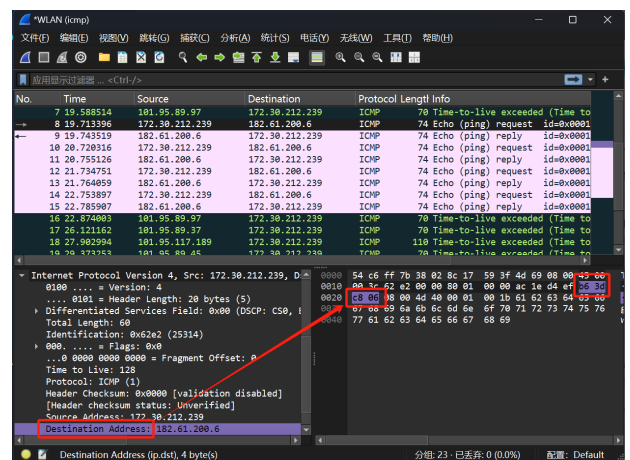 *WLAN (icmp)
文件(F) 编辑(E) 视图(V) 跳转(G) 捕获(C) 分析(A) 统计(S) 电话(Y) 无线(W) 工具(T) 帮助(H)
应用显示过滤器 … <Ctrl-/>
No. Time Source Destination Protocol Lengtl Info
7 19.588514 101.95.89.97 172.30.212.239 ICMP 70 Time-to-live exceeded (Time to
8 19.713396 172.30.212.239 182.61.200.6 ICMP 74 Echo (ping) request id=0x0001
9 19.743519 182.61.200.6 172.30.212.239 ICMP 74 Echo (ping) reply id=0x0001
10 20.720316 172.30.212.239 182.61.200.6 ICMP 74 Echo (ping) request id=0x0001
11 20.755126 182.61.200.6 172.30.212.239 ICMP 74 Echo (ping) reply id=0x0001
12 21.734751 172.30.212.239 182.61.200.6 ICMP 74 Echo (ping) request id=0x0001
13 21.764059 182.61.200.6 172.30.212.239 ICMP 74 Echo (ping) reply id=0x0001
14 22.753897 172.30.212.239 182.61.200.6 ICMP 74 Echo (ping) request id=0x0001
15 22.785907 182.61.200.6 172.30.212.239 ICMP 74 Echo (ping) reply id=0x0001
16 22.874003 101.95.89.97 172.30.212.239 ICMP 70 Time-to-live exceeded (Time to
17 26.121162 101.95.89.37 172.30.212.239 ICMP 70 Time-to-live exceeded (Time to
18 27.902994 101.95.117.189 172.30.212.239 ICMP 110 Time-to-live exceeded (Time to
19 29.373253 101.95.89.45 172.30.212.239 ICMP 70 Time-to-live exceeded (Time to
Internet Protocol Version 4, Src: 172.30.212.239, D
0100 .... = Version: 4
.... 0101 = Header Length: 20 bytes (5)
Differentiated Services Field: 0x00 (DSCP: CS0, E
Total Length: 60
Identification: 0x62e2 (25314)
000. .... = Flags: 0x0
...0 0000 0000 0000 = Fragment Offset: 0
Time to Live: 128
Protocol: ICMP (1)
Header Checksum: 0x0000 [validation disabled]
[Header checksum status: Unverified]
Source Address: 172.30.212.239
Destination Address: 182.61.200.6
0000 54 c6 ff 7b 38 02 8c 17 59 3f 4d 69 08 00 45 00
0010 00 3c 62 e2 00 00 80 01 00 00 ac 1e d4 ef b6 3d
0020 c8 06 08 00 4d 40 00 01 00 1b 61 62 63 64 65 66
0030 67 68 69 6a 6b 6c 6d 6e 6f 70 71 72 73 74 75 76
0040 77 61 62 63 64 65 66 67 68 69
Destination Address (ip.dst), 4 byte(s)
分组: 23 · 已丢弃: 0 (0.0%)
配置: Default